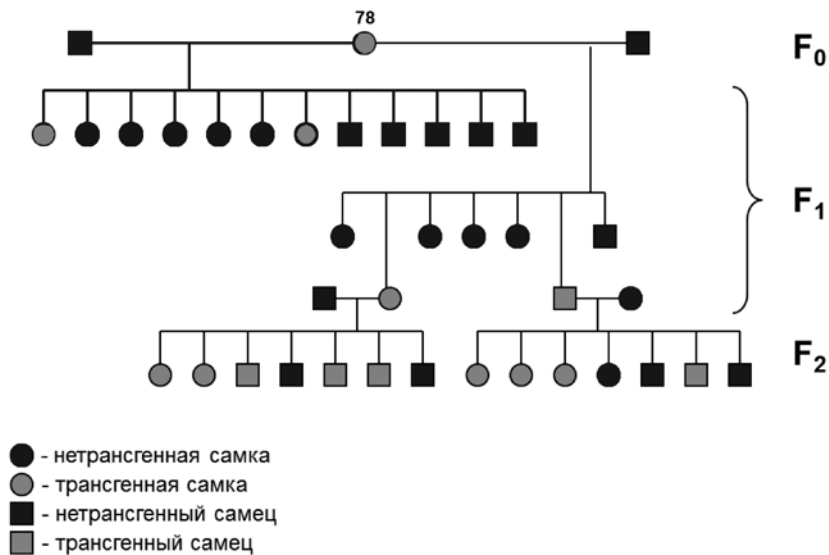 78
F0
F1
F2
- нетрансгенная самка
- трансгенная самка
- нетрансгенный самец
- трансгенный самец